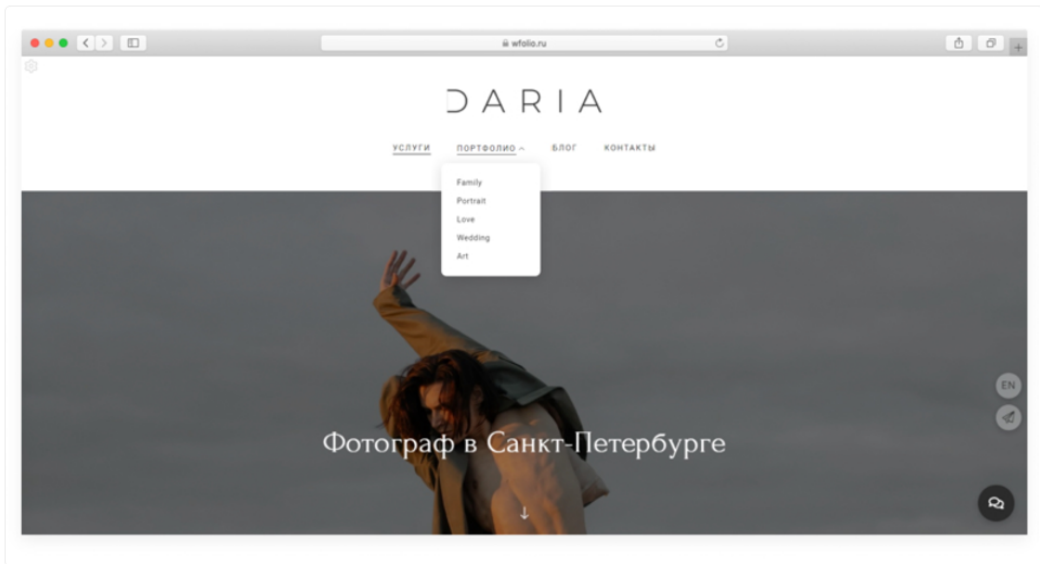 wfolio.ru
DARIA
УСЛУГИ ПОРТФОЛИО БЛОГ КОНТАКТЫ
Family
Portrait
Love
Wedding
Art
EN
Фотограф в Санкт-Петербурге